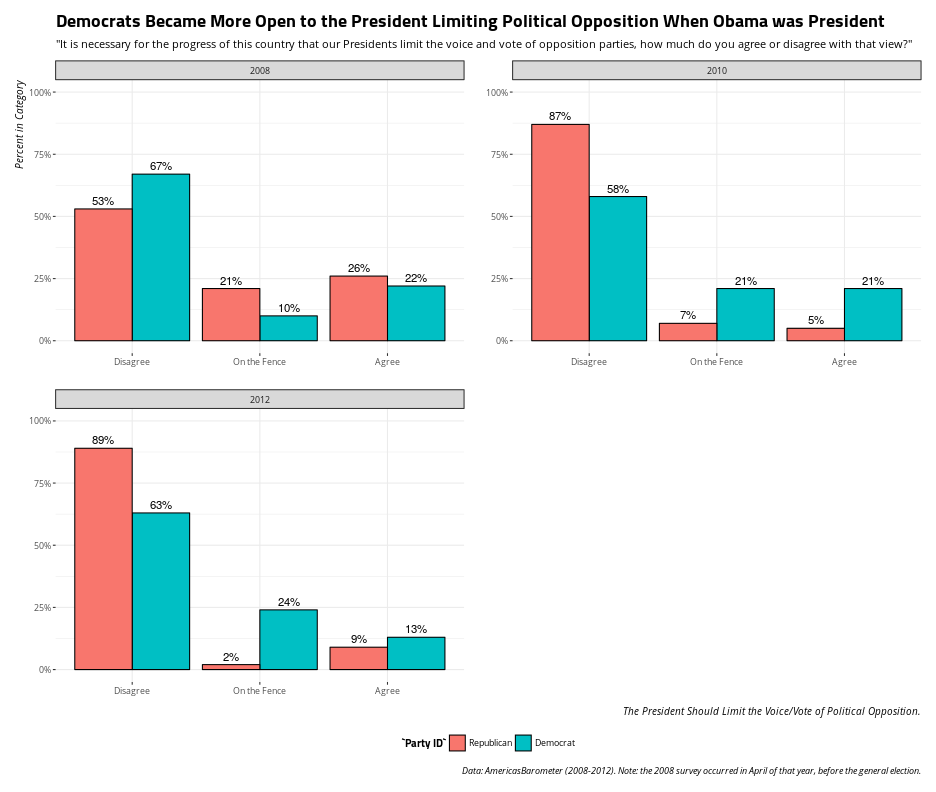 Democrats Became More Open to the President Limiting Political Opposition When Obama was President
"It is necessary for the progress of this country that our Presidents limit the voice and vote of opposition parties, how much do you agree or disagree with that view?"
Percent in Category
2008
100%
75%
50%
25%
0%
53%
67%
21%
10%
26%
22%
Disagree
On the Fence
Agree
2010
100%
75%
50%
25%
0%
87%
58%
7%
21%
5%
21%
Disagree
On the Fence
Agree
2012
100%
75%
50%
25%
0%
89%
63%
2%
24%
9%
13%
Disagree
On the Fence
Agree
The President Should Limit the Voice/Vote of Political Opposition.
`Party ID` Republican Democrat
Data: AmericasBarometer (2008-2012). Note: the 2008 survey occurred in April of that year, before the general election.